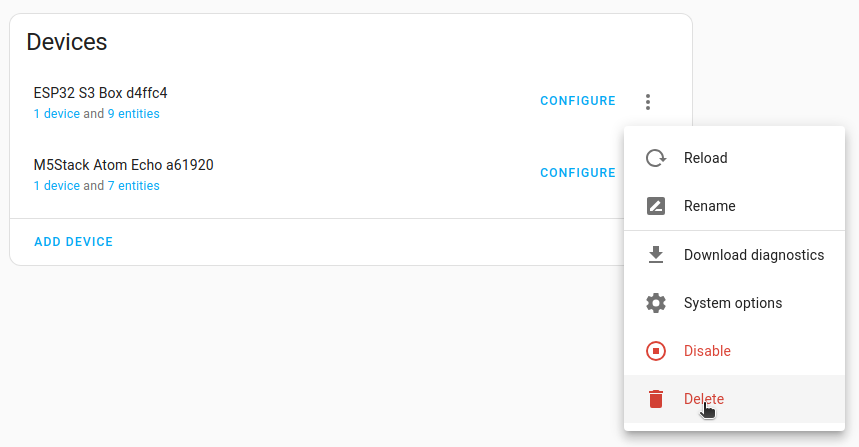 Devices
ESP32 S3 Box d4ffc4
CONFIGURE
1 device and 9 entities
M5Stack Atom Echo a61920
CONFIGURE
1 device and 7 entities
ADD DEVICE
Reload
Rename
Download diagnostics
System options
Disable
Delete